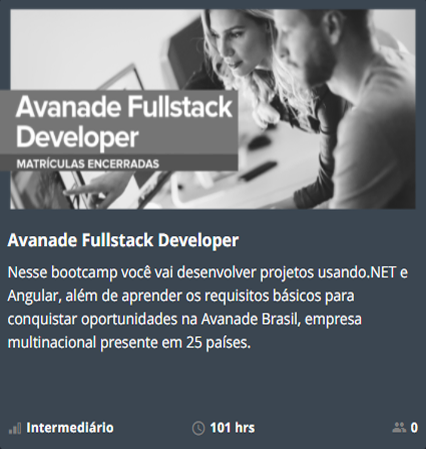 Avanade Fullstack
Developer
MATRÍCULAS ENCERRADAS
Avanade Fullstack Developer
Nesse bootcamp você vai desenvolver projetos usando.NET e
Angular, além de aprender os requisitos básicos para
conquistar oportunidades na Avanade Brasil, empresa
multinacional presente em 25 países.
Intermediário 101 hrs 0